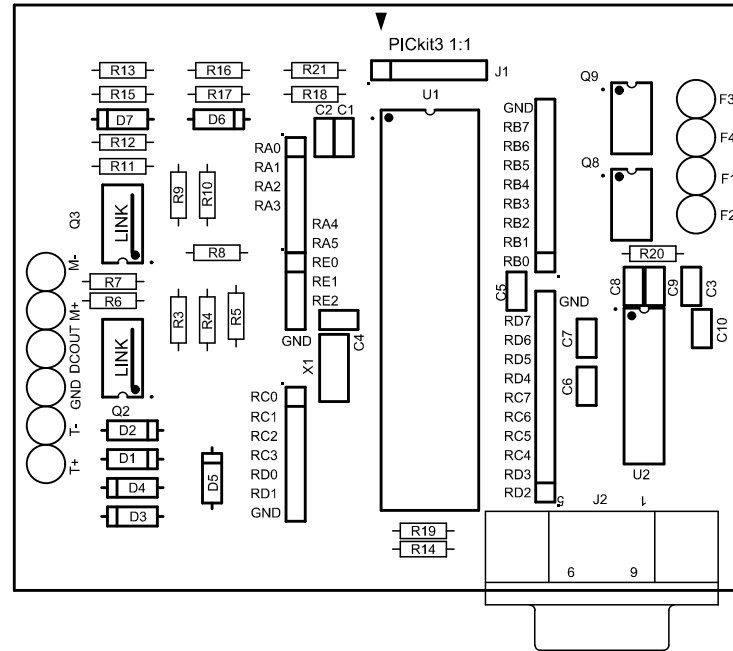 PICkit3 1:1
J1
R13
R16
R21
R15
R17
R18
U1
Q9
F3
D7
D6
C2
C1
GND
RB7
F4
R12
RA0
RB6
R11
RA1
RB5
Q8
F1
R9
R10
RA2
RB4
RA3
RB3
F2
Q3
LINK
RA4
RB2
RA5
RB1
R8
RE0
RB0
R20
M-
R7
RE1
C5
C8
C9
C3
R6
RE2
GND
M+
R3
R4
R5
C4
RD7
C7
C10
DCOUT
LINK
GND
X1
RD6
RD5
GND
RC0
RD4
C6
Q2
RC1
RC7
T-
D2
RC2
RC6
D1
RC3
RC5
T+
D4
D5
RD0
RC4
RD1
RD3
U2
D3
GND
RD2
5
J2
1
R19
R14
6
9